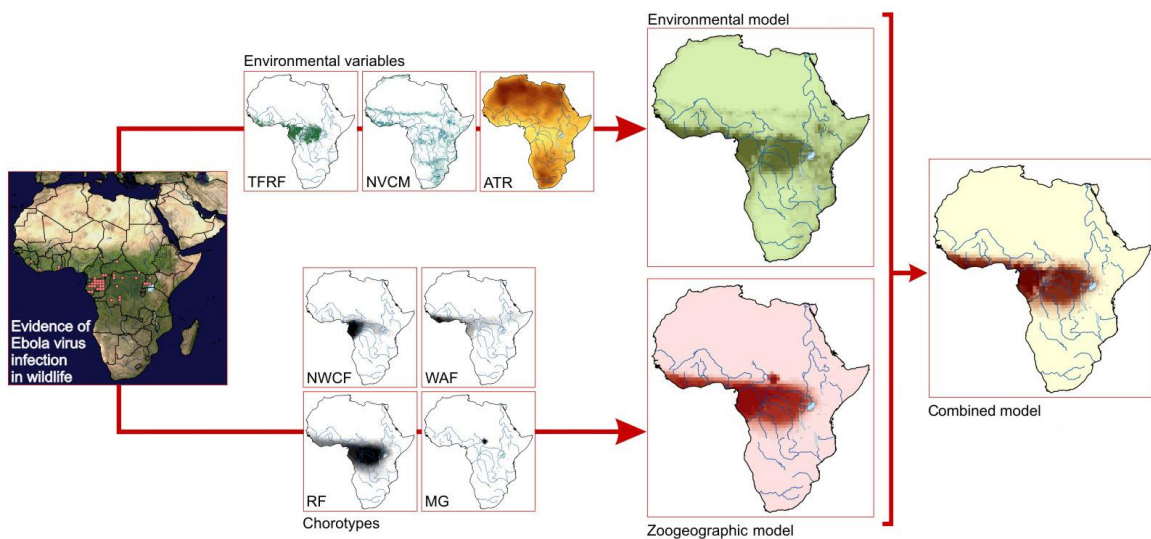 Environmental model
Environmental variables
TFRF
NVCM
ATR
Evidence of
Ebola virus
infection
in wildlife
NWCF
WAF
RF
MG
Chorotypes
Zoogeographic model
Combined model